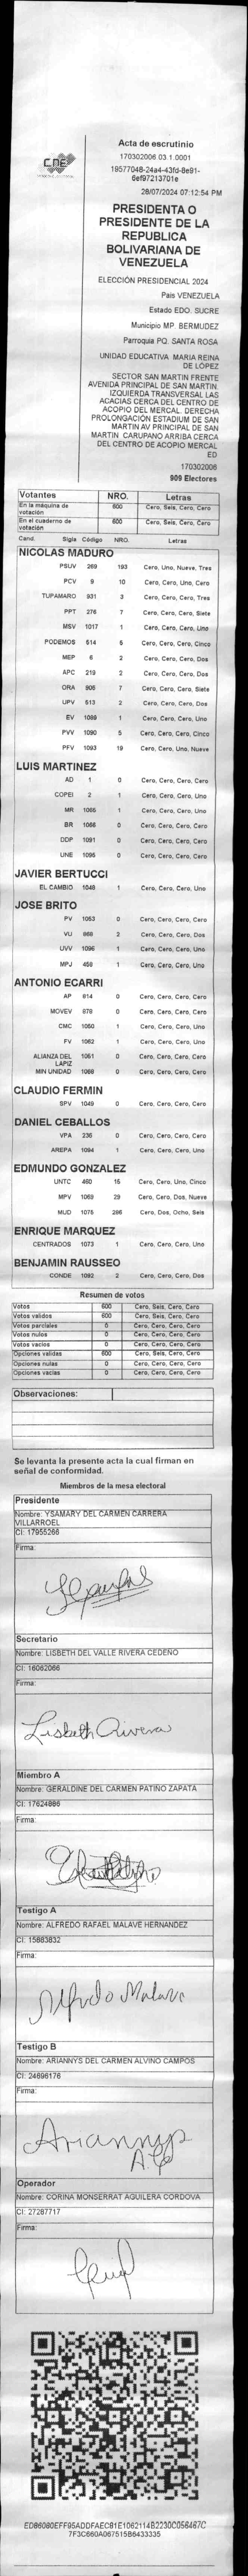 CNE
Acta de escrutinio
170302006.03.1.0001
19577048-24a4-43fd-8e91-
6ef97213701e
28/07/2024 07:12:54 PM
PRESIDENTA O
PRESIDENTE DE LA
REPUBLICA
BOLIVARIANA DE
VENEZUELA
ELECCIÓN PRESIDENCIAL 2024
Pais VENEZUELA
Estado EDO. SUCRE
Municipio MP. BERMUDEZ
Parroquia PQ. SANTA ROSA
UNIDAD EDUCATIVA MARIA REINA
DE LÓPEZ
SECTOR SAN MARTIN FRENTE
AVENIDA PRINCIPAL DE SAN MARTIN.
IZQUIERDA TRANSVERSAL LAS
ACACIAS CERCA DEL CENTRO DE
ACOPIO DEL MERCAL. DERECHA
PROLONGACIÓN ESTADIUM DE SAN
MARTIN AV PRINCIPAL DE SAN
MARTIN CARUPANO ARRIBA CERCA
DEL CENTRO DE ACOPIO MERCAL
ED
170302006
909 Electores
Votantes NRO. Letras
En la máquina de votación 600 Cero, Seis, Cero, Cero
En el cuaderno de votación 600 Cero, Seis, Cero, Cero
Cand. Sigla Código NRO. Letras
NICOLAS MADURO
PSUV 269 193 Cero, Uno, Nueve, Tres
PCV 9 10 Cero, Cero, Uno, Cero
TUPAMARO 931 3 Cero, Cero, Cero, Tres
PPT 276 7 Cero, Cero, Cero, Siete
MSV 1017 1 Cero, Cero, Cero, Uno
PODEMOS 514 5 Cero, Cero, Cero, Cinco
MEP 6 2 Cero, Cero, Cero, Dos
APC 219 2 Cero, Cero, Cero, Dos
ORA 906 7 Cero, Cero, Cero, Siete
UPV 513 2 Cero, Cero, Cero, Dos
EV 1089 1 Cero, Cero, Cero, Uno
PVV 1090 5 Cero, Cero, Cero, Cinco
PFV 1093 19 Cero, Cero, Uno, Nueve
LUIS MARTINEZ
AD 1 0 Cero, Cero, Cero, Cero
COPEI 2 1 Cero, Cero, Cero, Uno
MR 1065 1 Cero, Cero, Cero, Uno
BR 1066 0 Cero, Cero, Cero, Cero
DDP 1091 0 Cero, Cero, Cero, Cero
UNE 1095 0 Cero, Cero, Cero, Cero
JAVIER BERTUCCI
EL CAMBIO 1048 1 Cero, Cero, Cero, Uno
JOSE BRITO
PV 1053 0 Cero, Cero, Cero, Cero
VU 868 2 Cero, Cero, Cero, Dos
UVV 1096 1 Cero, Cero, Cero, Uno
MPJ 450 1 Cero, Cero, Cero, Uno
ANTONIO ECARRI
AP 814 0 Cero, Cero, Cero, Cero
MOVEV 878 0 Cero, Cero, Cero, Cero
CMC 1050 1 Cero, Cero, Cero, Uno
FV 1062 1 Cero, Cero, Cero, Uno
ALIANZA DEL LAPIZ 1061 0 Cero, Cero, Cero, Cero
MIN UNIDAD 1068 0 Cero, Cero, Cero, Cero
CLAUDIO FERMIN
SPV 1049 0 Cero, Cero, Cero, Cero
DANIEL CEBALLOS
VPA 236 0 Cero, Cero, Cero, Cero
AREPA 1094 1 Cero, Cero, Cero, Uno
EDMUNDO GONZALEZ
UNTC 460 15 Cero, Cero, Uno, Cinco
MPV 1069 29 Cero, Cero, Dos, Nueve
MUD 1075 286 Cero, Dos, Ocho, Seis
ENRIQUE MARQUEZ
CENTRADOS 1073 1 Cero, Cero, Cero, Uno
BENJAMIN RAUSSEO
CONDE 1092 2 Cero, Cero, Cero, Dos
Resumen de votos
Votos 600 Cero, Seis, Cero, Cero
Votos validos 600 Cero, Seis, Cero, Cero
Votos parciales 0 Cero, Cero, Cero, Cero
Votos nulos 0 Cero, Cero, Cero, Cero
Votos vacios 0 Cero, Cero, Cero, Cero
Opciones validas 600 Cero, Seis, Cero, Cero
Opciones nulas 0 Cero, Cero, Cero, Cero
Opciones vacias 0 Cero, Cero, Cero, Cero
Observaciones:
Se levanta la presente acta la cual firman en
señal de conformidad.
Miembros de la mesa electoral
Presidente
Nombre: YSAMARY DEL CARMEN CARRERA
VILLARROEL
CI: 17955266
Firma:
Secretario
Nombre: LISBETH DEL VALLE RIVERA CEDEÑO
CI: 16062066
Firma:
Lisbeth Rivera
Miembro A
Nombre: GERALDINE DEL CARMEN PATIÑO ZAPATA
CI: 17624886
Firma:
Testigo A
Nombre: ALFREDO RAFAEL MALAVE HERNANDEZ
CI: 15883832
Firma:
Alfredo Malave
Testigo B
Nombre: ARIANNYS DEL CARMEN ALVINO CAMPOS
CI: 24696176
Firma:
Ariannys
Operador
Nombre: CORINA MONSERRAT AGUILERA CORDOVA
CI: 27287717
Firma:
ED86080EFF95ADDFAEC81E1062114B2230C056467C
7F3C660A067515B6433335